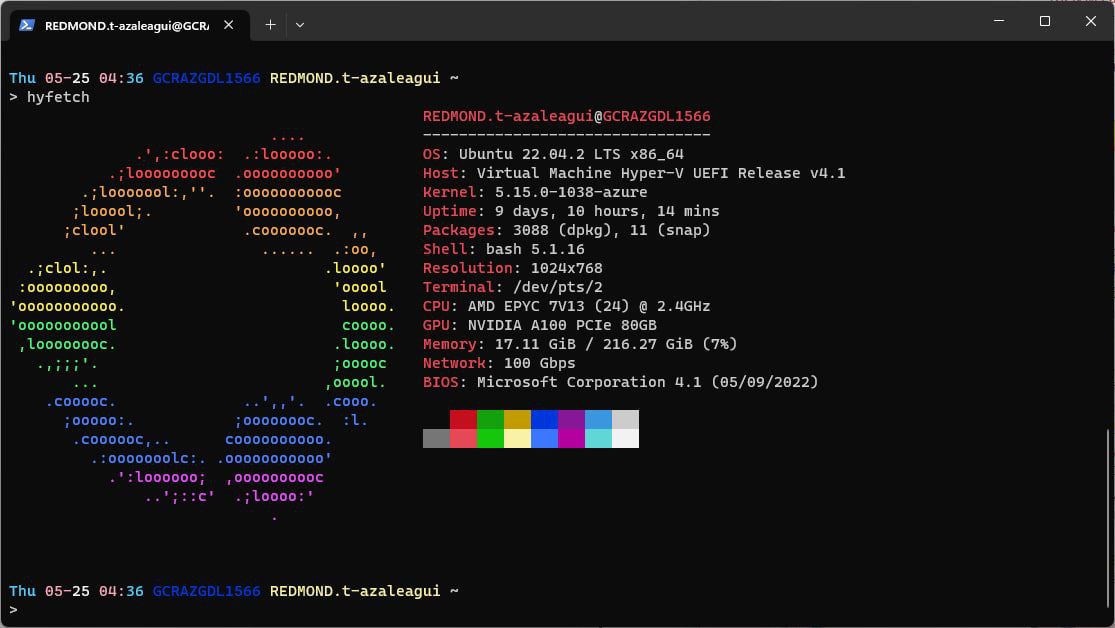 REDMOND.t-azaleagui@GCRA
Thu 05-25 04:36 GCRAZGDL1566 REDMOND.t-azaleagui ~
> hyfetch
REDMOND.t-azaleagui@GCRAZGDL1566
--------------------------------
OS: Ubuntu 22.04.2 LTS x86_64
Host: Virtual Machine Hyper-V UEFI Release v4.1
Kernel: 5.15.0-1038-azure
Uptime: 9 days, 10 hours, 14 mins
Packages: 3088 (dpkg), 11 (snap)
Shell: bash 5.1.16
Resolution: 1024x768
Terminal: /dev/pts/2
CPU: AMD EPYC 7V13 (24) @ 2.4GHz
GPU: NVIDIA A100 PCIe 80GB
Memory: 17.11 GiB / 216.27 GiB (7%)
Network: 100 Gbps
BIOS: Microsoft Corporation 4.1 (05/09/2022)
Thu 05-25 04:36 GCRAZGDL1566 REDMOND.t-azaleagui ~
>